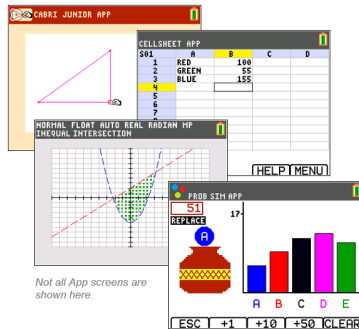 CABRI JUNIOR APP
CELLSHEET APP
S01 A B C D
1 RED 100
2 GREEN 55
3 BLUE 155
4
5
6
7
HELP MENU
NORMAL FLOAT AUTO REAL RADIAN MP
INEQUAL INTERSECTION
PROB SIM APP
51
REPLACE
A
17
A B C D E
ESC +1 +10 +50 CLEAR
Not all App screens are
shown here.